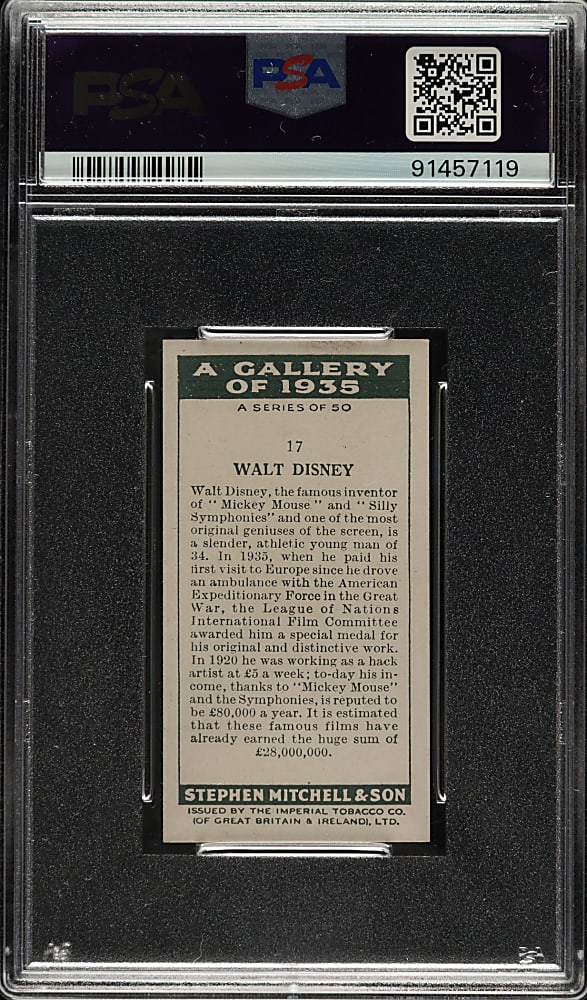 PSA
PSA
91457119
A GALLERY
OF 1935
A SERIES OF 50
17
WALT DISNEY
Walt Disney, the famous inventor
of "Mickey Mouse" and "Silly
Symphonies" and one of the most
original geniuses of the screen, is
a slender, athletic young man of
34. In 1935, when he paid his
first visit to Europe since he drove
an ambulance with the American
Expeditionary Force in the Great
War, the League of Nations
International Film Committee
awarded him a special medal for
his original and distinctive work.
In 1920 he was working as a hack
artist at £5 a week; to-day his in-
come, thanks to "Mickey Mouse"
and the Symphonies, is reputed to
be £80,000 a year. It is estimated
that these famous films have
already earned the huge sum of
£28,000,000.
STEPHEN MITCHELL & SON
ISSUED BY THE IMPERIAL TOBACCO CO.
(OF GREAT BRITAIN & IRELAND), LTD.